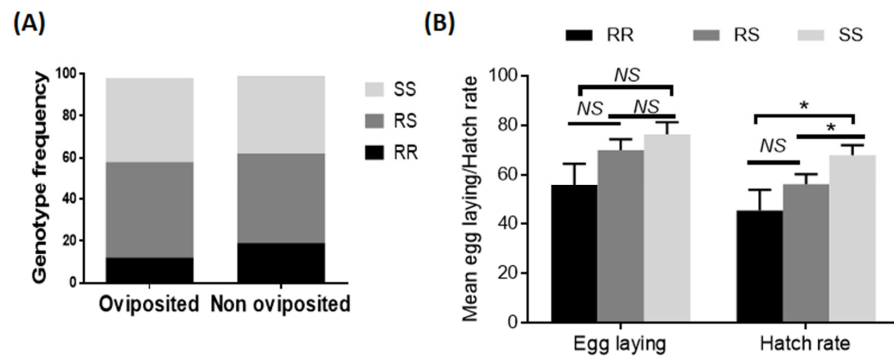 (A)
Genotype frequency
100
80
60
40
20
0
Oviposited
Non oviposited
SS
RS
RR
(B)
RR
RS
SS
Mean egg laying/Hatch rate
100
80
60
40
20
0
NS
NS
NS
*
*
NS
Egg laying
Hatch rate